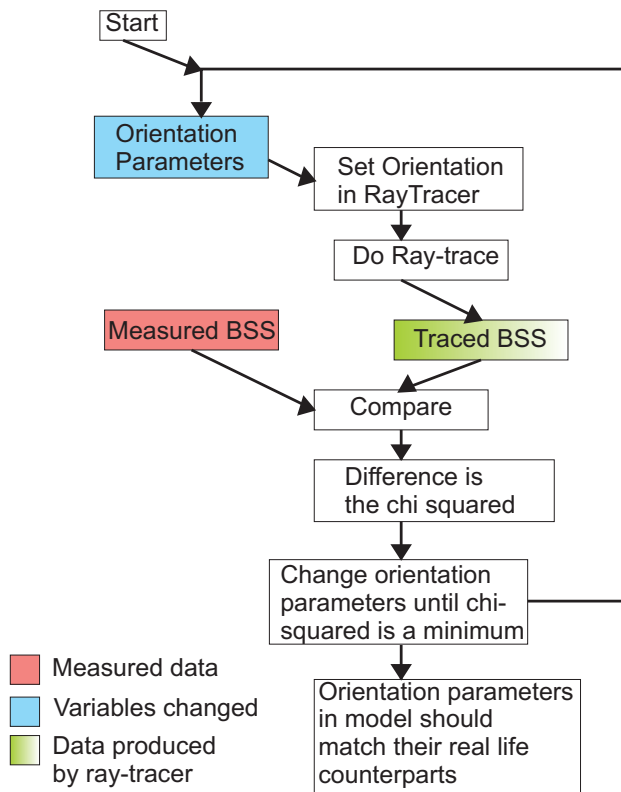 Start
Orientation
Parameters
Set Orientation
in RayTracer
Do Ray-trace
Measured BSS
Traced BSS
Compare
Difference is
the chi squared
Change orientation
parameters until chi-
squared is a minimum
Orientation parameters
in model should
match their real life
counterparts
Measured data
Variables changed
Data produced
by ray-tracer